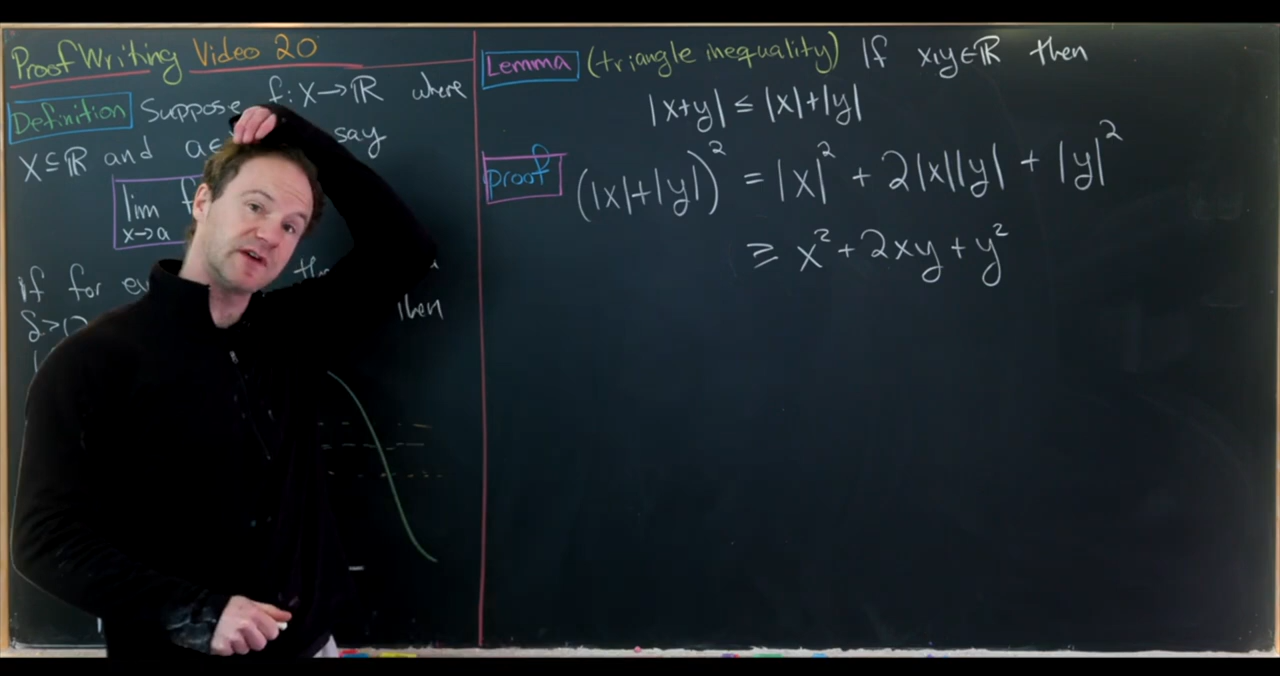 Proof Writing Video 20
Definition Suppose f: X → ℝ where
X ⊆ ℝ and a∈ say
lim f
x→a
If for
δ>0 then
Lemma (triangle inequality) If x,y∈ℝ then
|x+y| ≤ |x|+|y|
proof (|x|+|y|)² = |x|² + 2|x||y| + |y|²
≥ x² + 2xy + y²